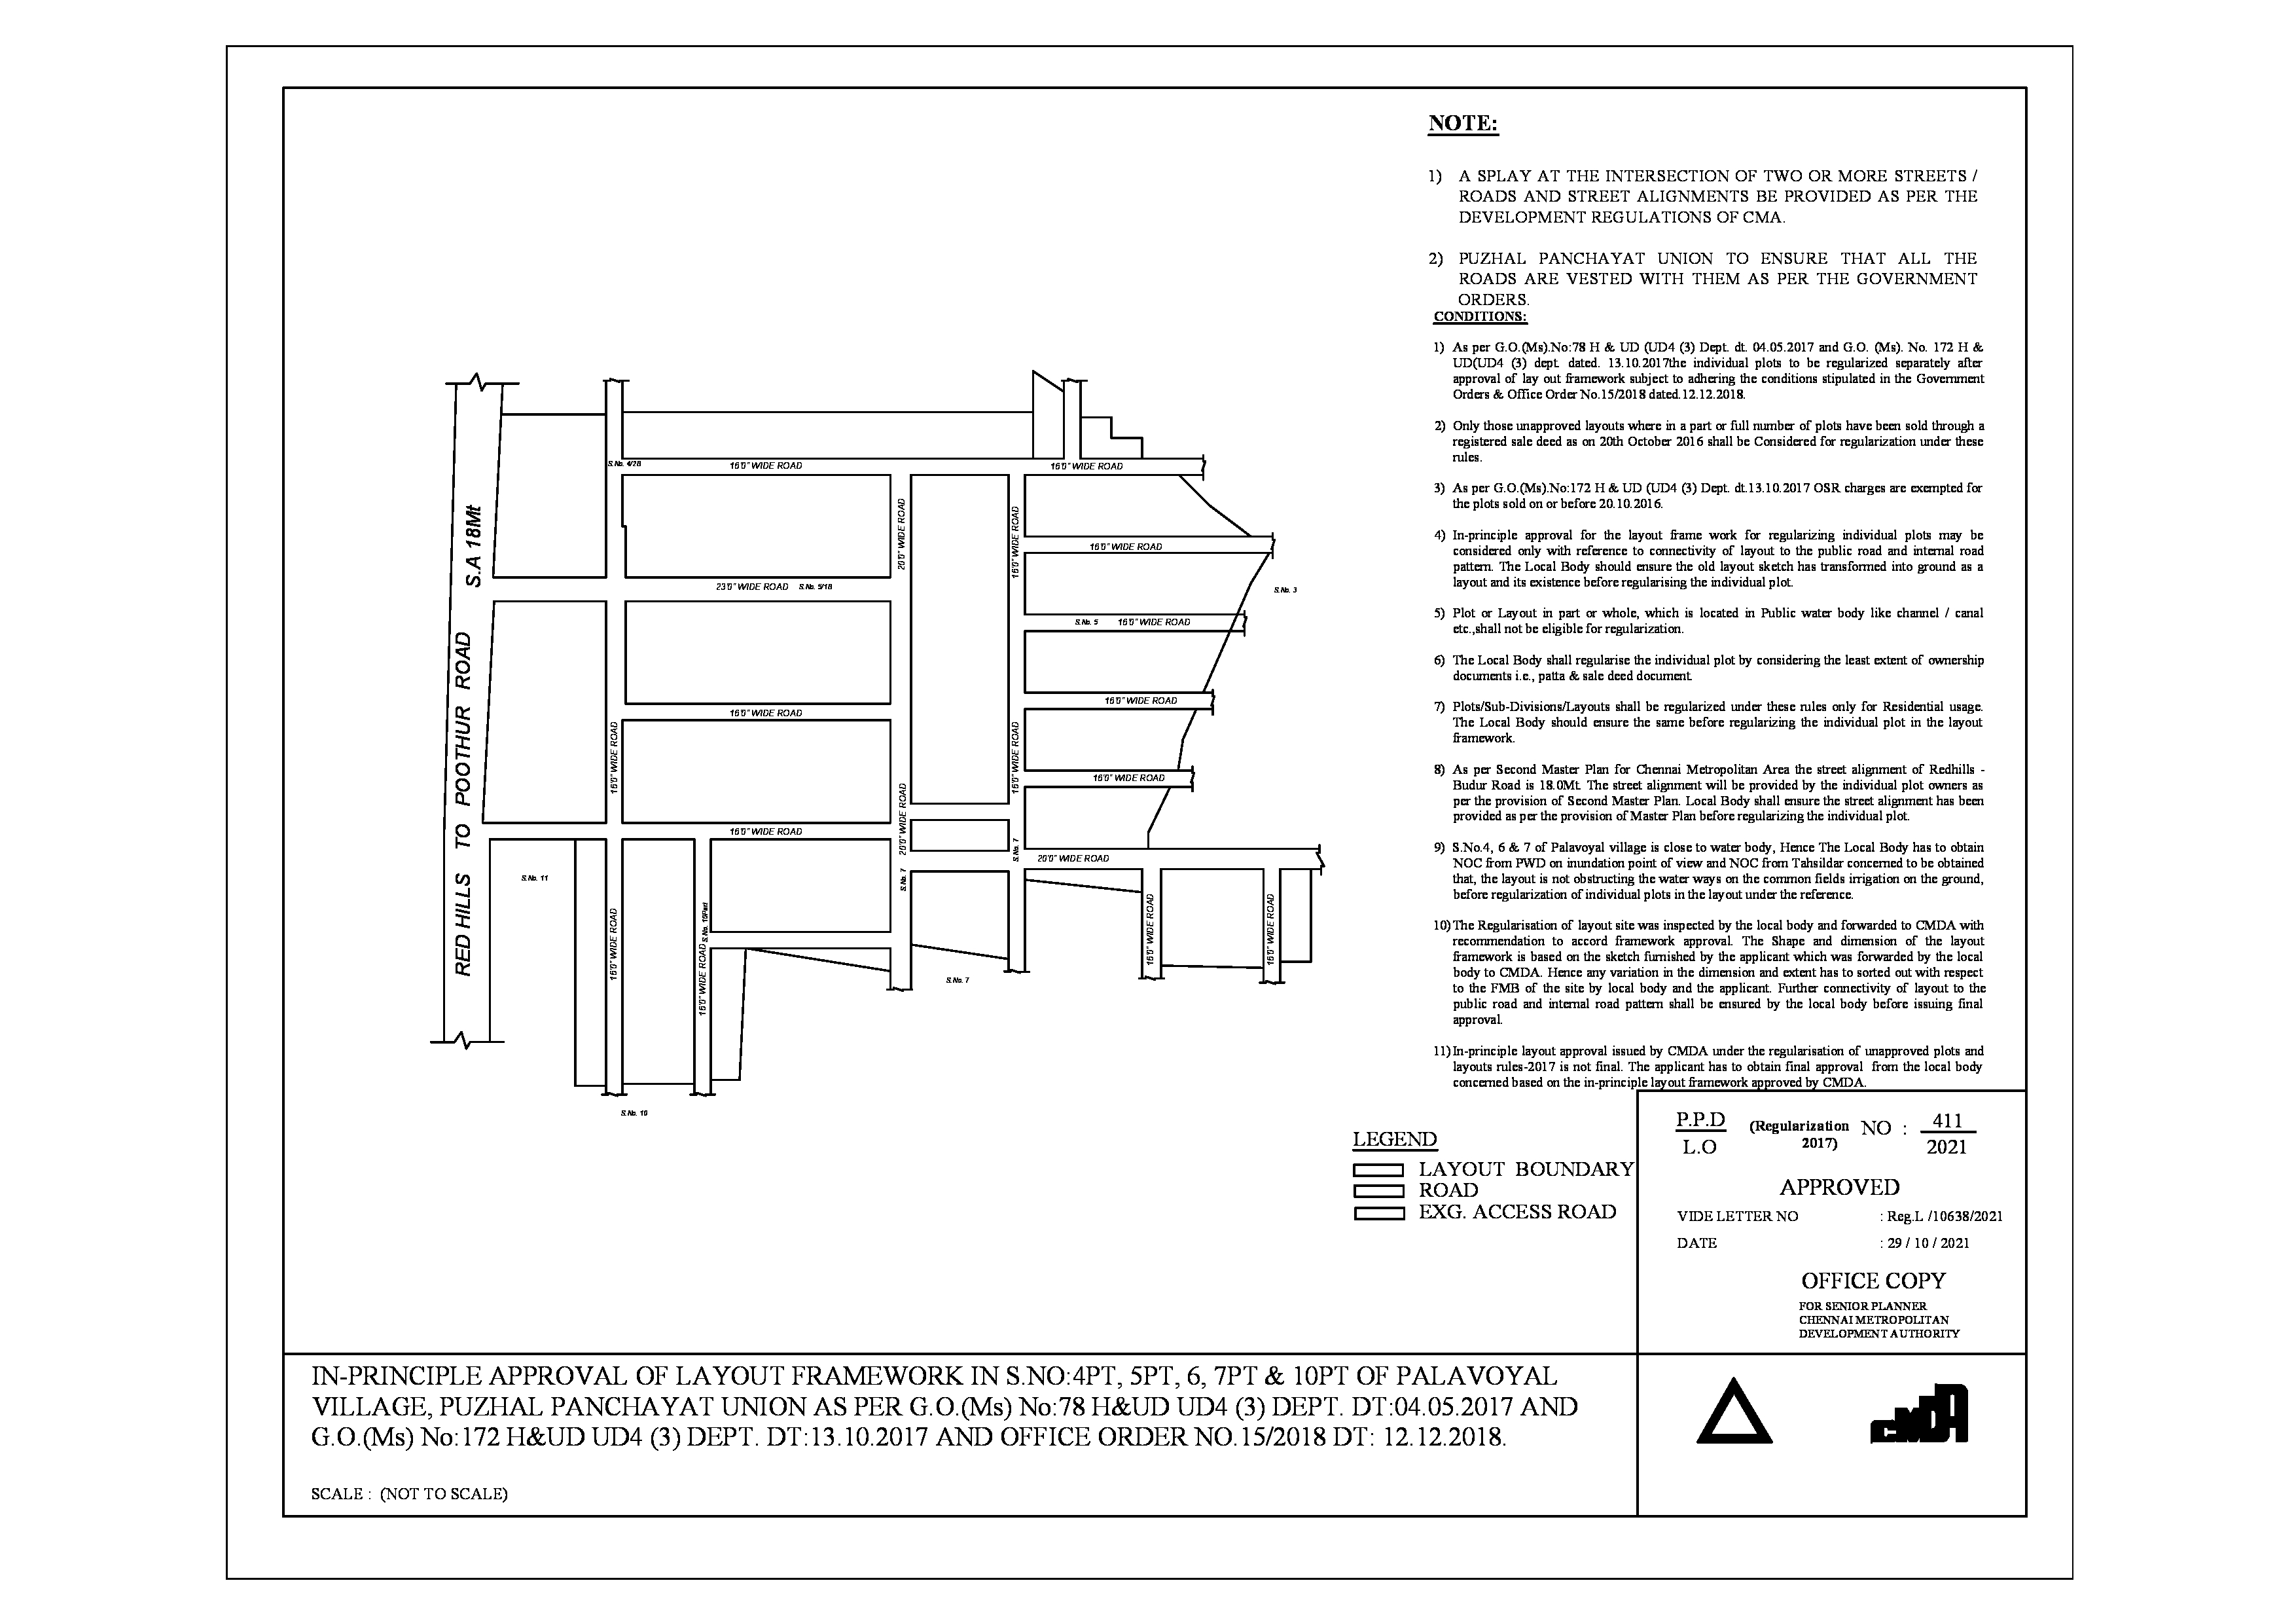 NOTE:
1) A SPLAY AT THE INTERSECTION OF TWO OR MORE STREETS /
ROADS AND STREET ALIGNMENTS BE PROVIDED AS PER THE
DEVELOPMENT REGULATIONS OF CMA.
2) PUZHAL PANCHAYAT UNION TO ENSURE THAT ALL THE
ROADS ARE VESTED WITH THEM AS PER THE GOVERNMENT
ORDERS.
CONDITIONS:
1) As per G.O.(Ms).No:78 H & UD (UD4 (3) Dept. dt. 04.05.2017 and G.O. (Ms). No. 172 H &
UD(UD4 (3) dept. dated. 13.10.2017the individual plots to be regularized separately after
approval of lay out framework subject to adhering the conditions stipulated in the Government
Orders & Office Order No.15/2018 dated.12.12.2018.
2) Only those unapproved layouts where in a part or full number of plots have been sold through a
registered sale deed as on 20th October 2016 shall be Considered for regularization under these
rules.
3) As per G.O.(Ms).No:172 H & UD (UD4 (3) Dept. dt.13.10.2017 OSR charges are exempted for
the plots sold on or before 20.10.2016.
4) In-principle approval for the layout frame work for regularizing individual plots may be
considered only with reference to connectivity of layout to the public road and internal road
pattern. The Local Body should ensure the old layout sketch has transformed into ground as a
layout and its existence before regularising the individual plot.
5) Plot or Layout in part or whole, which is located in Public water body like channel / canal
etc.,shall not be eligible for regularization.
6) The Local Body shall regularise the individual plot by considering the least extent of ownership
documents i.e., patta & sale deed document.
7) Plots/Sub-Divisions/Layouts shall be regularized under these rules only for Residential usage.
The Local Body should ensure the same before regularizing the individual plot in the layout
framework.
8) As per Second Master Plan for Chennai Metropolitan Area the street alignment of Redhills -
Budur Road is 18.0Mt. The street alignment will be provided by the individual plot owners as
per the provision of Second Master Plan. Local Body shall ensure the street alignment has been
provided as per the provision of Master Plan before regularizing the individual plot.
9) S.No.4, 6 & 7 of Palavoyal village is close to water body, Hence The Local Body has to obtain
NOC from PWD on inundation point of view and NOC from Tahsildar concerned to be obtained
that, the layout is not obstructing the water ways on the common fields irrigation on the ground,
before regularization of individual plots in the layout under the reference.
10) The Regularisation of layout site was inspected by the local body and forwarded to CMDA with
recommendation to accord framework approval. The Shape and dimension of the layout
framework is based on the sketch furnished by the applicant which was forwarded by the local
body to CMDA. Hence any variation in the dimension and extent has to sorted out with respect
to the FMB of the site by local body and the applicant. Further connectivity of layout to the
public road and internal road pattern shall be ensured by the local body before issuing final
approval.
11) In-principle layout approval issued by CMDA under the regularisation of unapproved plots and
layouts rules-2017 is not final. The applicant has to obtain final approval from the local body
concerned based on the in-principle layout framework approved by CMDA.
RED HILLS TO POOTHUR ROAD
S.A 18Mt
S.No. 4/28
16'0" WIDE ROAD
16'0" WIDE ROAD
20'0" WIDE ROAD
16'0" WIDE ROAD
16'0" WIDE ROAD
23'0" WIDE ROAD S.No. 5/18
S.No. 3
S.No. 5 16'0" WIDE ROAD
16'0" WIDE ROAD
16'0" WIDE ROAD
16'0" WIDE ROAD
16'0" WIDE ROAD
16'0" WIDE ROAD
20'0" WIDE ROAD
16'0" WIDE ROAD
S.No. 7
20'0" WIDE ROAD
S.No. 11
S.No. 7
16'0" WIDE ROAD
16'0" WIDE ROAD S.No. 10Part
16'0" WIDE ROAD
16'0" WIDE ROAD
S.No. 7
S.No. 10
LEGEND
LAYOUT BOUNDARY
ROAD
EXG. ACCESS ROAD
P.P.D
L.O
(Regularization
2017)
NO :
411
2021
APPROVED
VIDE LETTER NO : Reg.L /10638/2021
DATE : 29 / 10 / 2021
OFFICE COPY
FOR SENIOR PLANNER
CHENNAI METROPOLITAN
DEVELOPMENT AUTHORITY
IN-PRINCIPLE APPROVAL OF LAYOUT FRAMEWORK IN S.NO:4PT, 5PT, 6, 7PT & 10PT OF PALAVOYAL
VILLAGE, PUZHAL PANCHAYAT UNION AS PER G.O.(Ms) No:78 H&UD UD4 (3) DEPT. DT:04.05.2017 AND
G.O.(Ms) No:172 H&UD UD4 (3) DEPT. DT:13.10.2017 AND OFFICE ORDER NO.15/2018 DT: 12.12.2018.
SCALE : (NOT TO SCALE)
CMDA